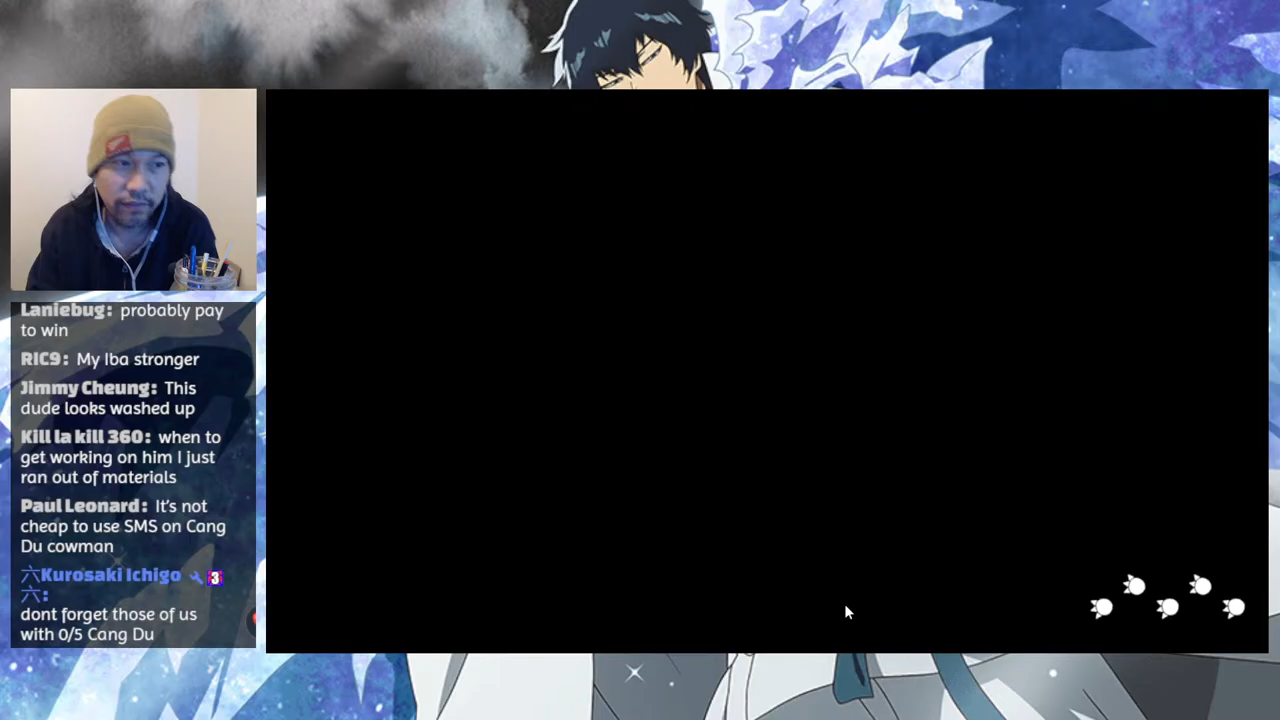 Laniebug: probably pay
to win
RIC9: My Iba stronger
Jimmy Cheung: This
dude looks washed up
Kill la kill 360: when to
get working on him I just
ran out of materials
Paul Leonard: It's not
cheap to use SMS on Cang
Du cowman
六Kurosaki Ichigo 3
六:
dont forget those of us
with 0/5 Cang Du